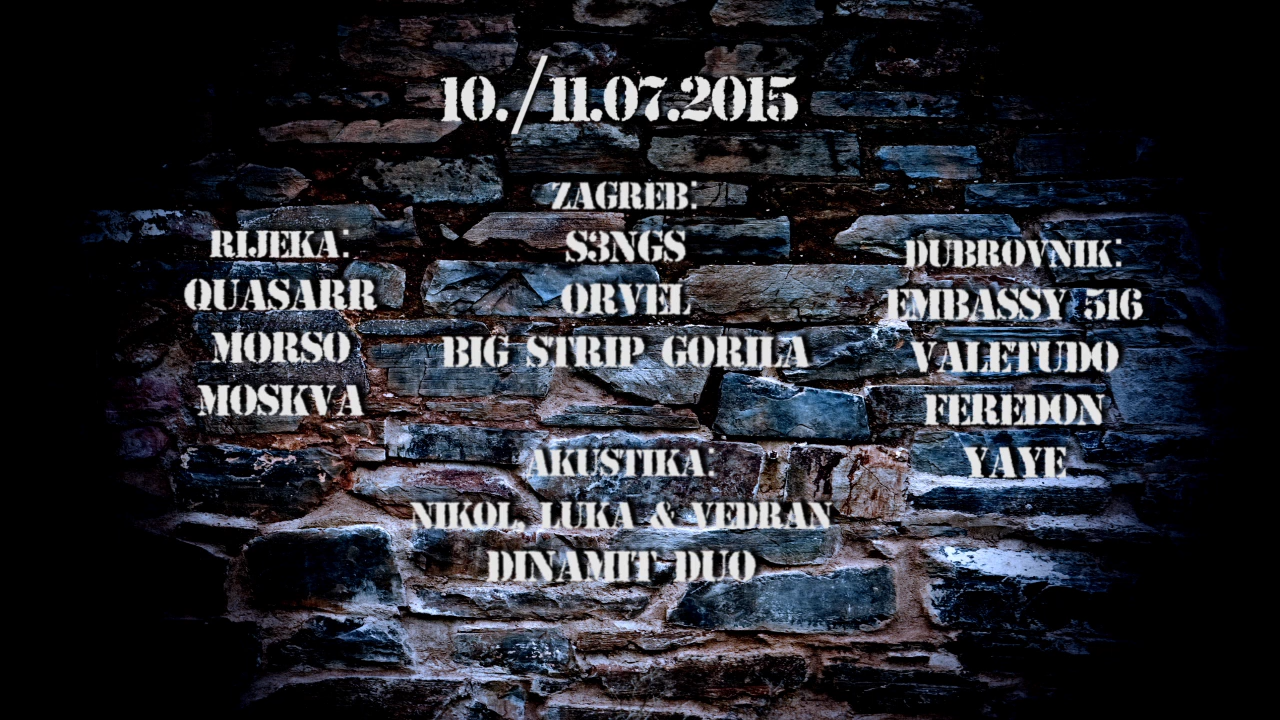 10./11.07.2015
RIJEKA:
QUASARR
MORSO
MOSKVA
ZAGREB:
S3NGS
ORVEL
BIG STRIP GORILA
DUBROVNIK:
EMBASSY 516
VALETUDO
FEREDON
YAYE
AKUSTIKA:
NIKOL, LUKA & VEDRAN
DINAMIT DUO